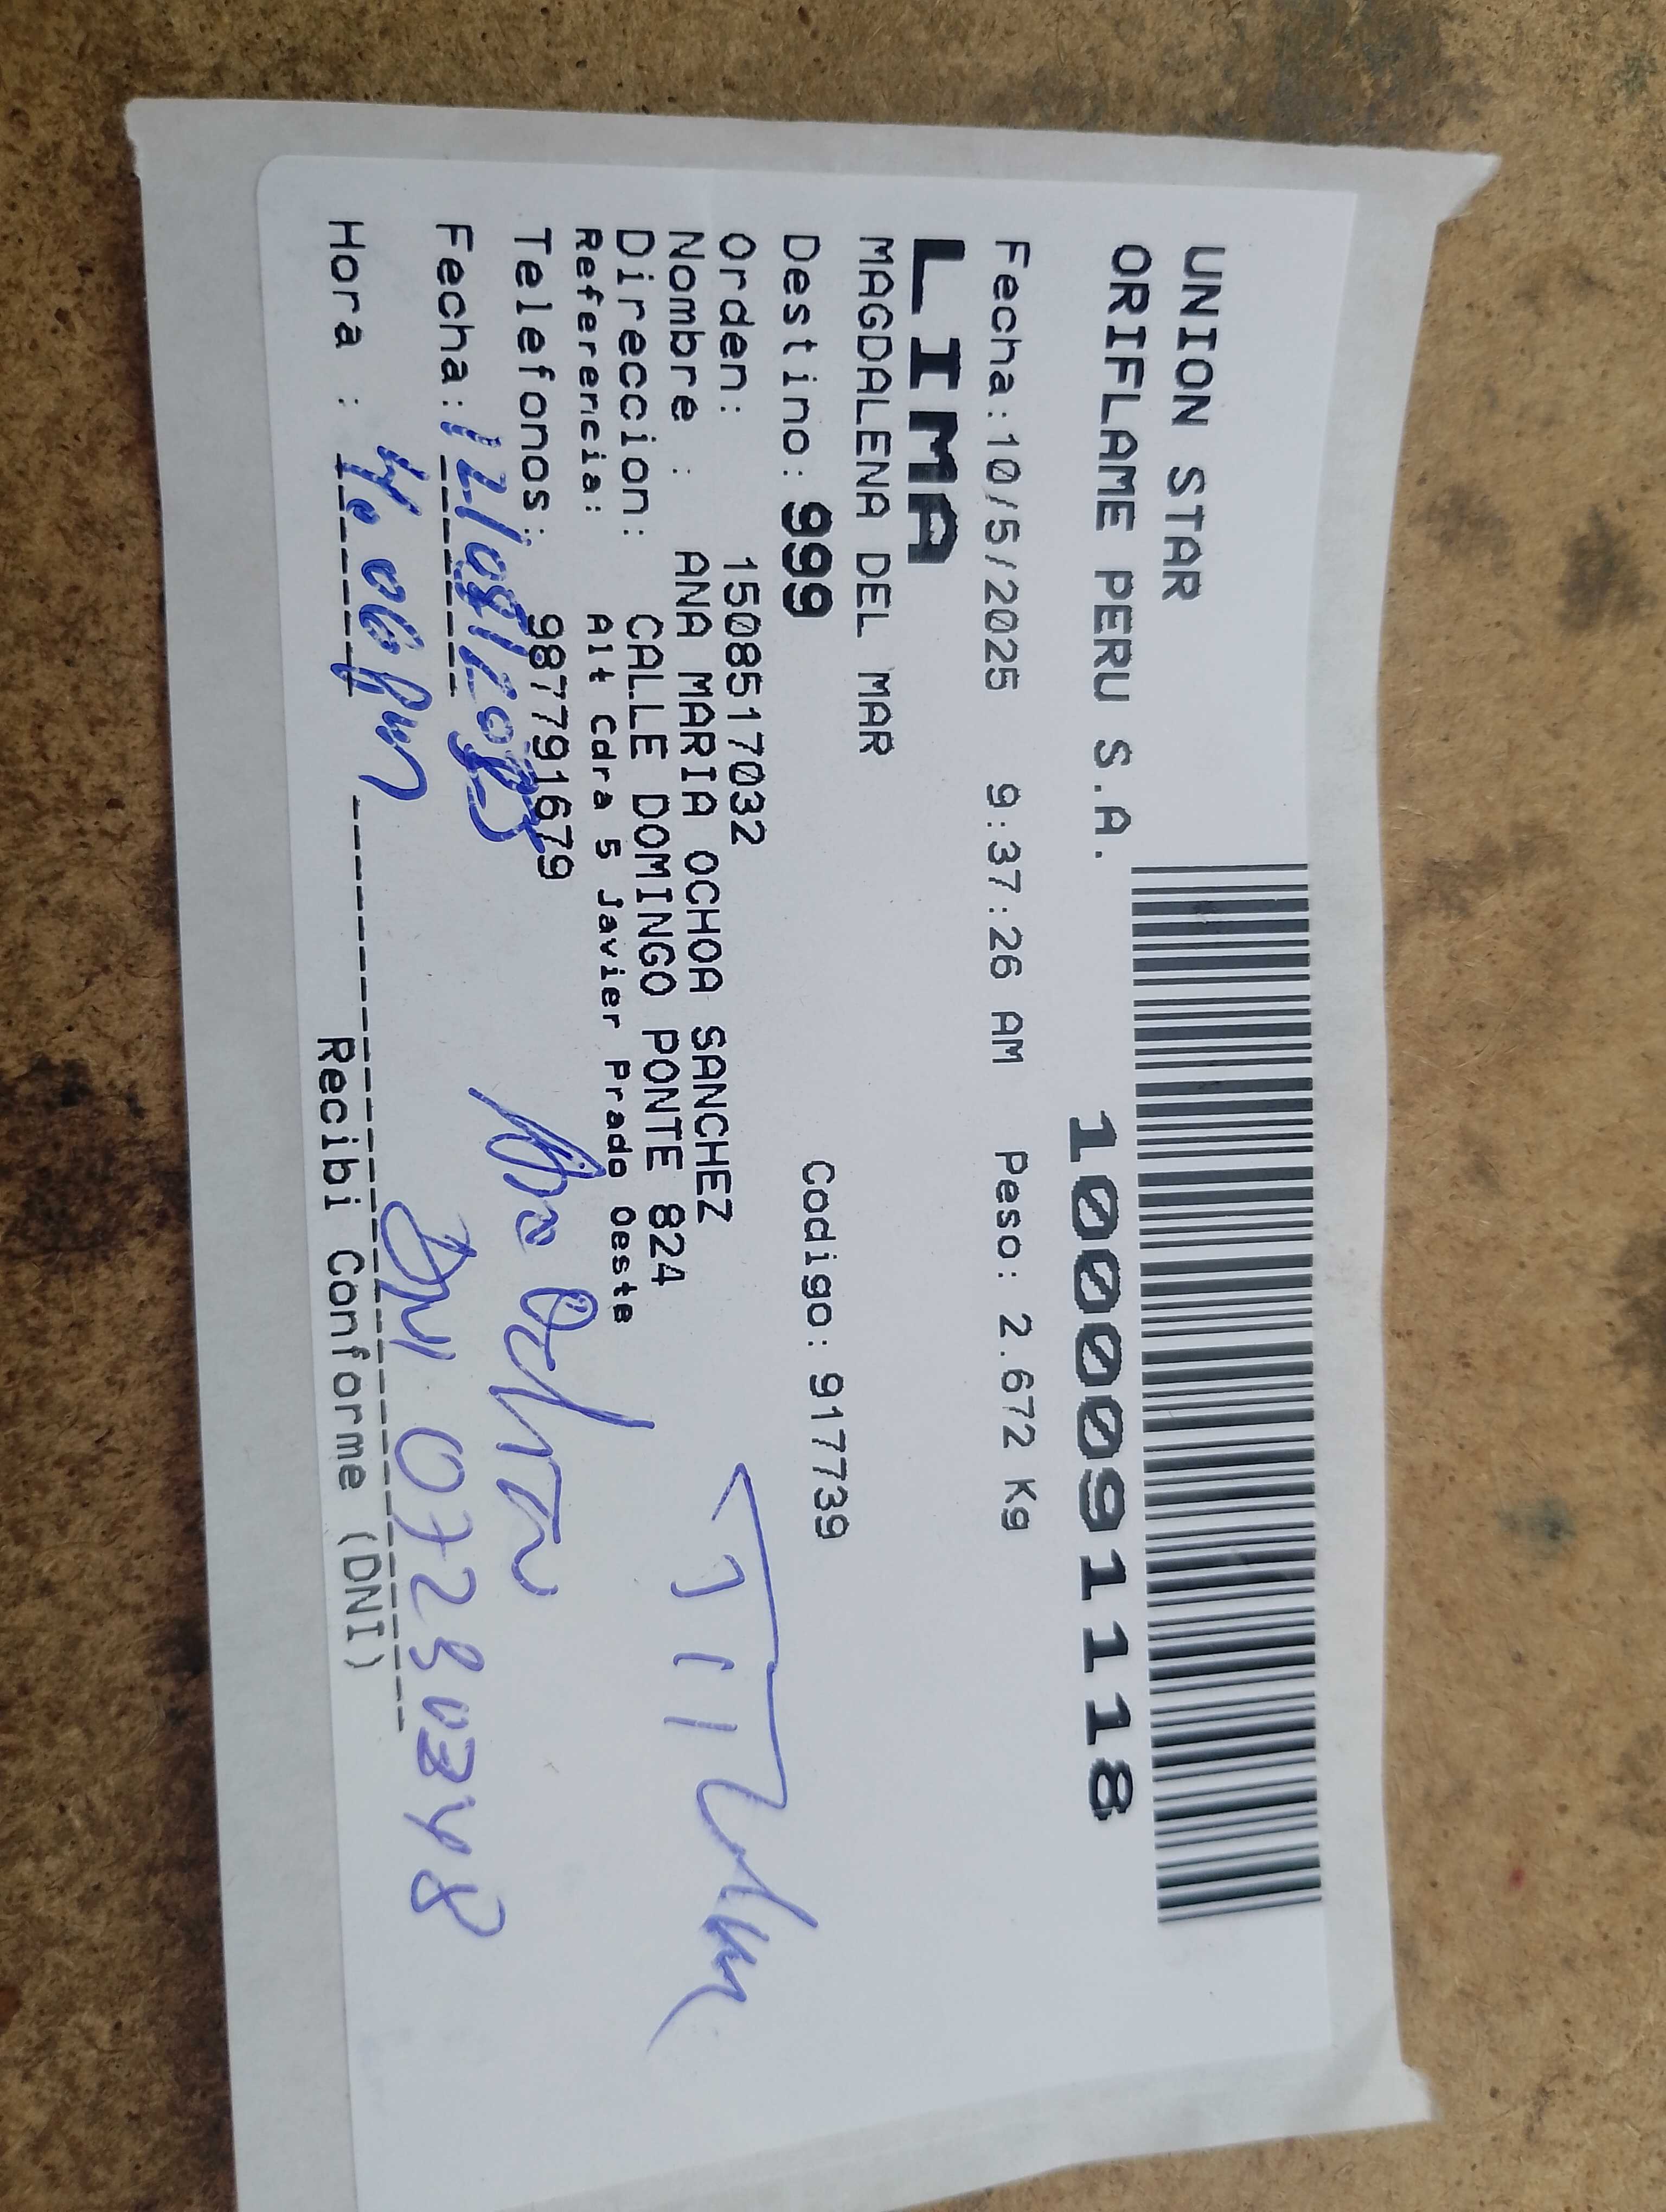 UNION STAR
ORIFLAME PERU S.A.
10000091118
Fecha:10/5/2025 9:37:26 AM Peso: 2.672 Kg
LIMA
MAGDALENA DEL MAR
Destino: 999 Codigo: 917739
Orden: 1508517032
Nombre : ANA MARIA OCHOA SANCHEZ
Direccion: CALLE DOMINGO PONTE 824
Referencia: Alt Cdra 5 Javier Prado Oeste
Telefonos: 987791679
Fecha:
Hora :
DNI
Recibi Conforme (DNI)